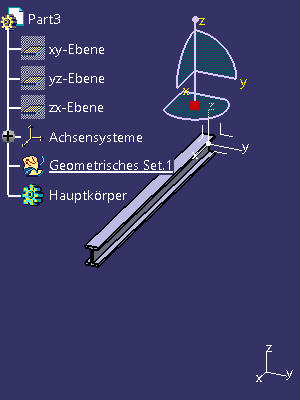 Part3
z
xy-Ebene
yz-Ebene
y
x
zx-Ebene
z
Achsensysteme
y
x
Geometrisches Set.1
Hauptkörper
z
y
x